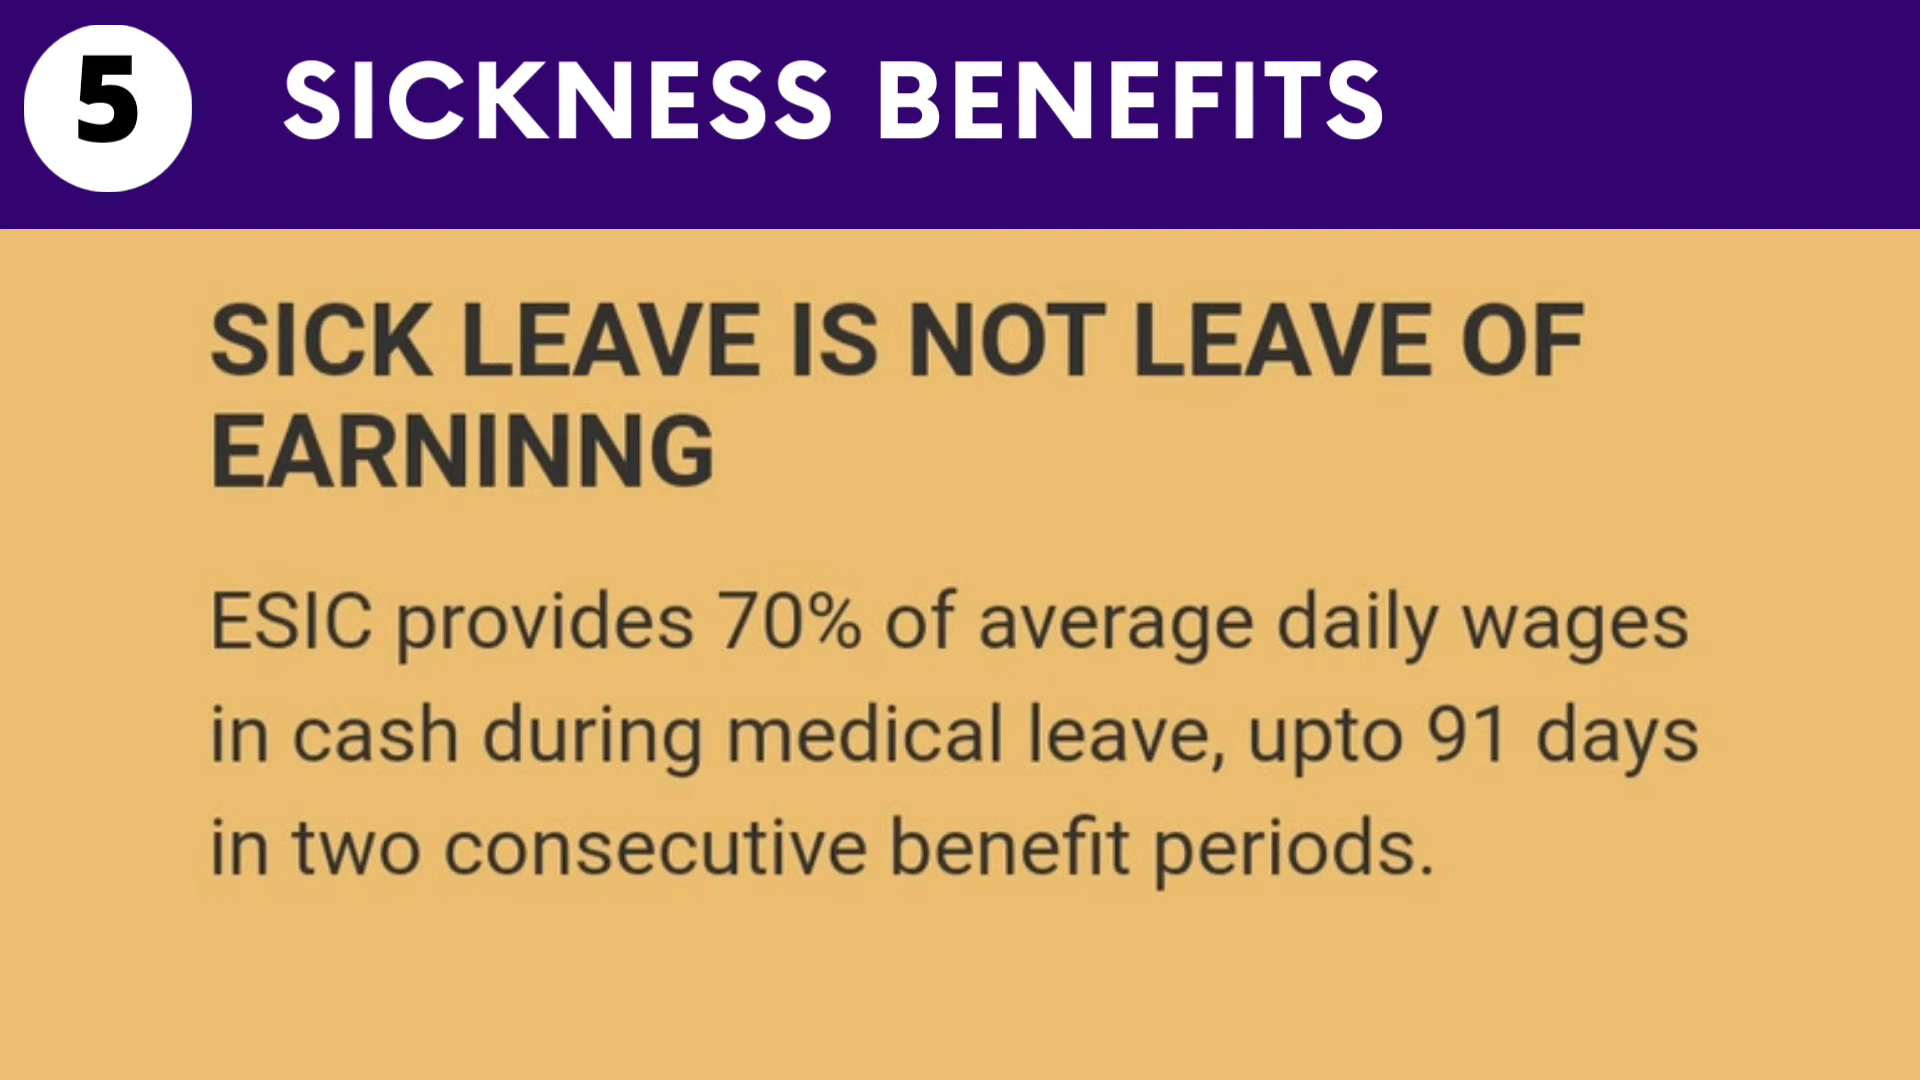 5 SICKNESS BENEFITS
SICK LEAVE IS NOT LEAVE OF
EARNINNG
ESIC provides 70% of average daily wages
in cash during medical leave, upto 91 days
in two consecutive benefit periods.